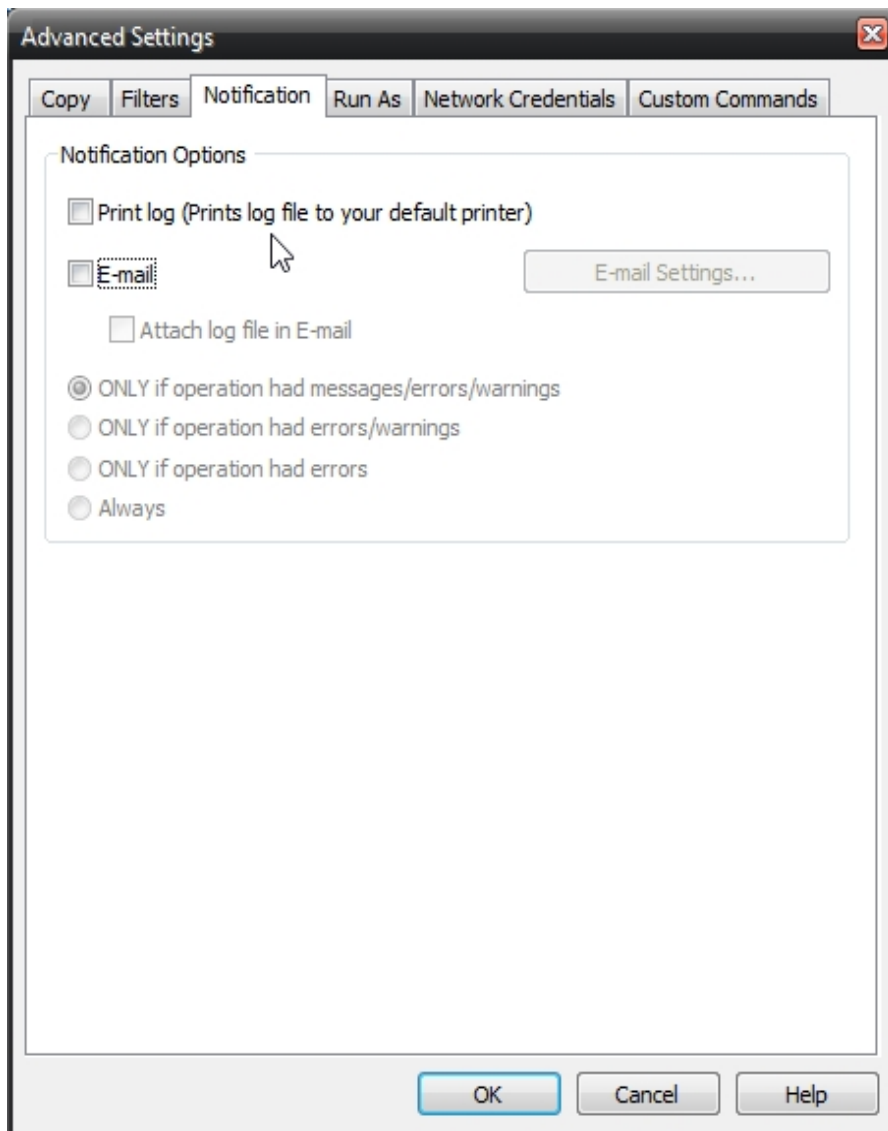 Advanced Settings
Copy Filters Notification Run As Network Credentials Custom Commands
Notification Options
Print log (Prints log file to your default printer)
E-mail E-mail Settings...
Attach log file in E-mail
ONLY if operation had messages/errors/warnings
ONLY if operation had errors/warnings
ONLY if operation had errors
Always
OK Cancel Help